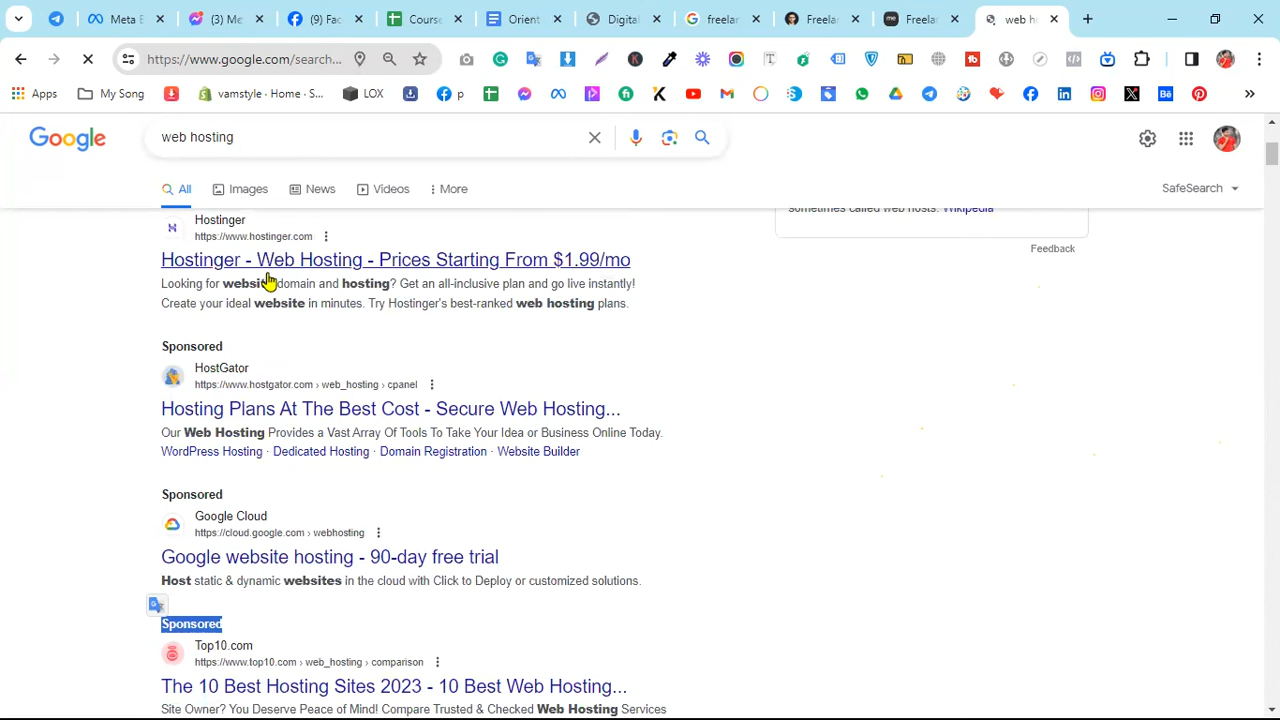 Meta B
(3) Me
(9) Fac
Course
Orient
Digital
freelar
Freelar
Freelar
web h
https://www.google.com/search...
Apps
My Song
vamstyle · Home · S...
LOX
p
Google
web hosting
All
Images
News
Videos
More
SafeSearch
sometimes called web hosts. Wikipedia
Feedback
Hostinger
https://www.hostinger.com
Hostinger - Web Hosting - Prices Starting From $1.99/mo
Looking for website domain and hosting? Get an all-inclusive plan and go live instantly!
Create your ideal website in minutes. Try Hostinger's best-ranked web hosting plans.
Sponsored
HostGator
https://www.hostgator.com › web_hosting › cpanel
Hosting Plans At The Best Cost - Secure Web Hosting...
Our Web Hosting Provides a Vast Array Of Tools To Take Your Idea or Business Online Today.
WordPress Hosting · Dedicated Hosting · Domain Registration · Website Builder
Sponsored
Google Cloud
https://cloud.google.com › webhosting
Google website hosting - 90-day free trial
Host static & dynamic websites in the cloud with Click to Deploy or customized solutions.
Sponsored
Top10.com
https://www.top10.com › web_hosting › comparison
The 10 Best Hosting Sites 2023 - 10 Best Web Hosting...
Site Owner? You Deserve Peace of Mind! Compare Trusted & Checked Web Hosting Services